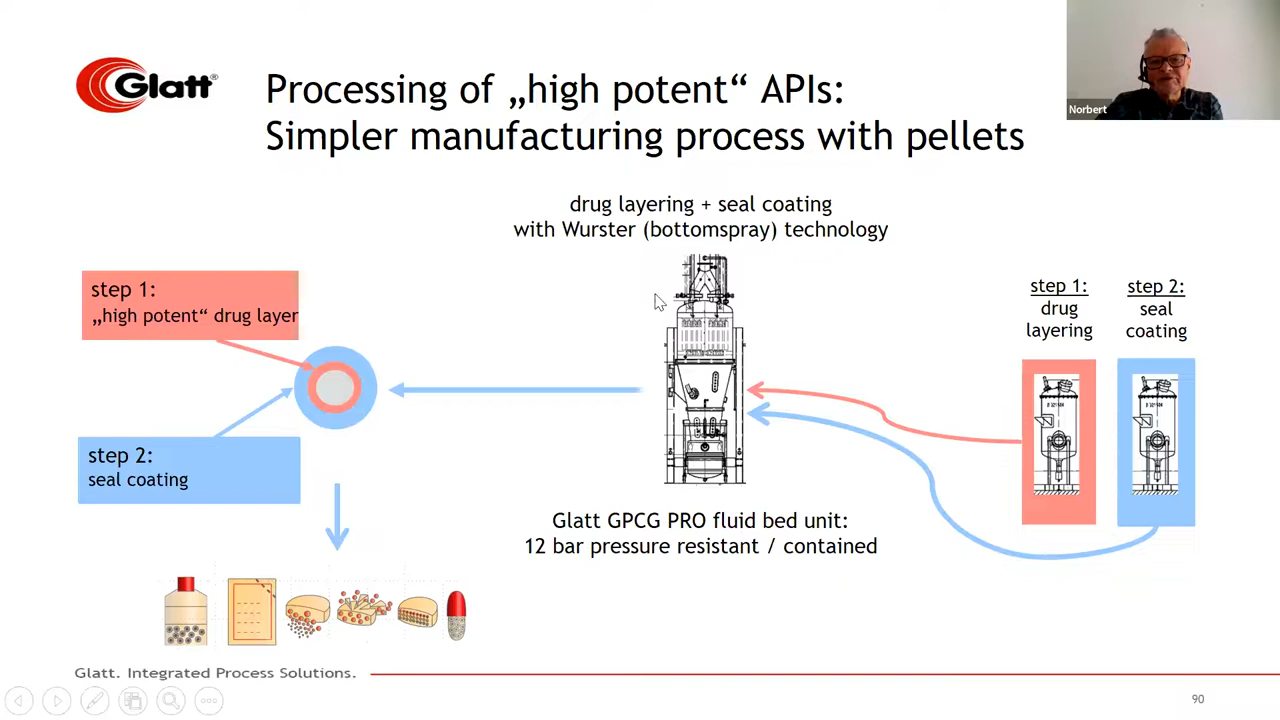 Glatt®
Processing of „high potent“ APIs:
Simpler manufacturing process with pellets
Norbert
drug layering + seal coating
with Wurster (bottomspray) technology
step 1:
„high potent“ drug layer
step 2:
seal coating
step 1:
drug
layering
step 2:
seal
coating
Glatt GPCG PRO fluid bed unit:
12 bar pressure resistant / contained
Glatt. Integrated Process Solutions.
90